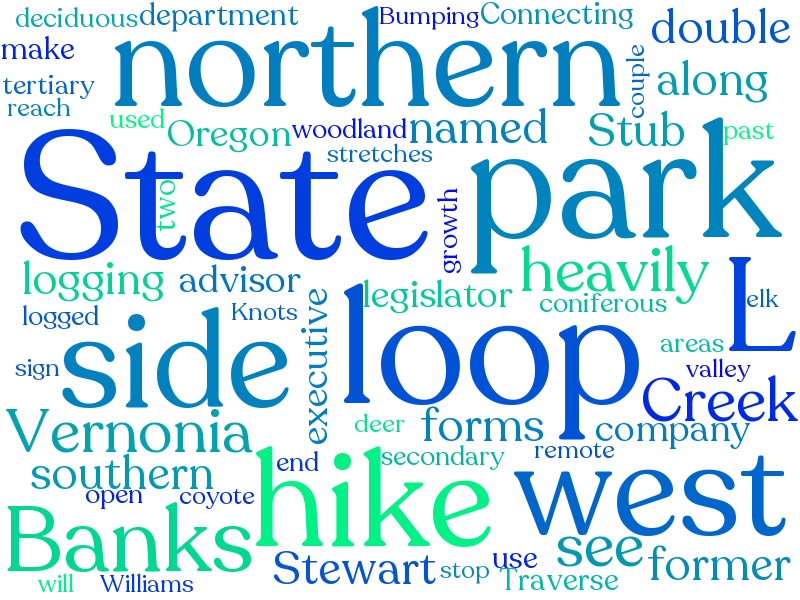 deciduous department Bumping Connecting
make northern couple double
tertiary along
reach
used Oregon woodland named Stub past
stretches
State two growth park
logging advisor legislator heavily L
coniferous elk
logged Knots executive
side loop areas
sign valley
Creek
Vernonia deer forms company
southern end secondary remote
open coyote hike west
Banks see
Stewart stop use former
will Williams Traverse